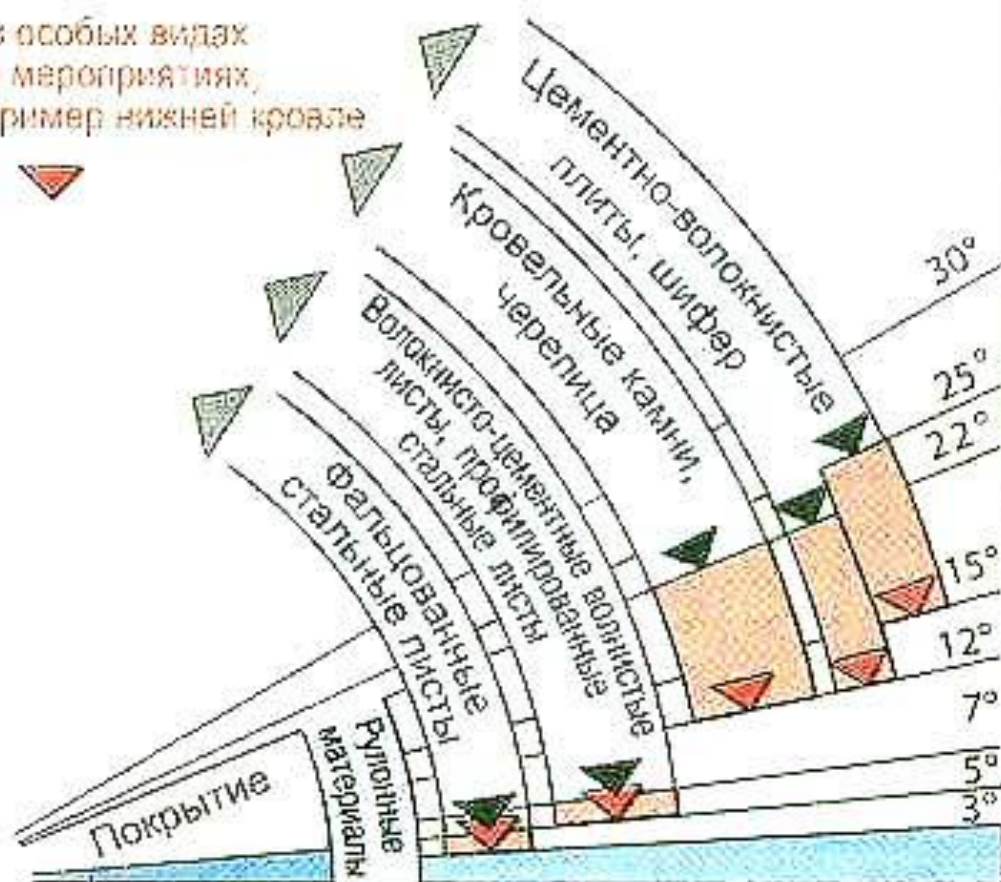 з особых видах
мероприятиях,
ример нижней кровле
Цементно-волокнистые
плиты, шифер
Кровельные камни,
черепица
Волокнисто-цементные волнистые
листы, профилированные
стальные листы
Фальцованные
стальные листы
Рулонные
материалы
Покрытие
30°
25°
22°
15°
12°
7°
5°
3°